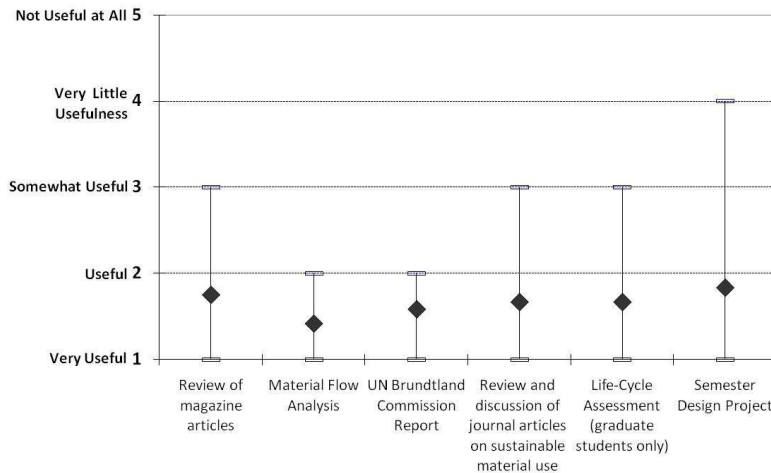 Not Useful at All 5
Very Little
Usefulness 4
Somewhat Useful 3
Useful 2
Very Useful 1
Review of
magazine
articles
Material Flow
Analysis
UN Brundtland
Commission
Report
Review and
discussion of
journal articles
on sustainable
material use
Life-Cycle
Assessment
(graduate
students only)
Semester
Design Project